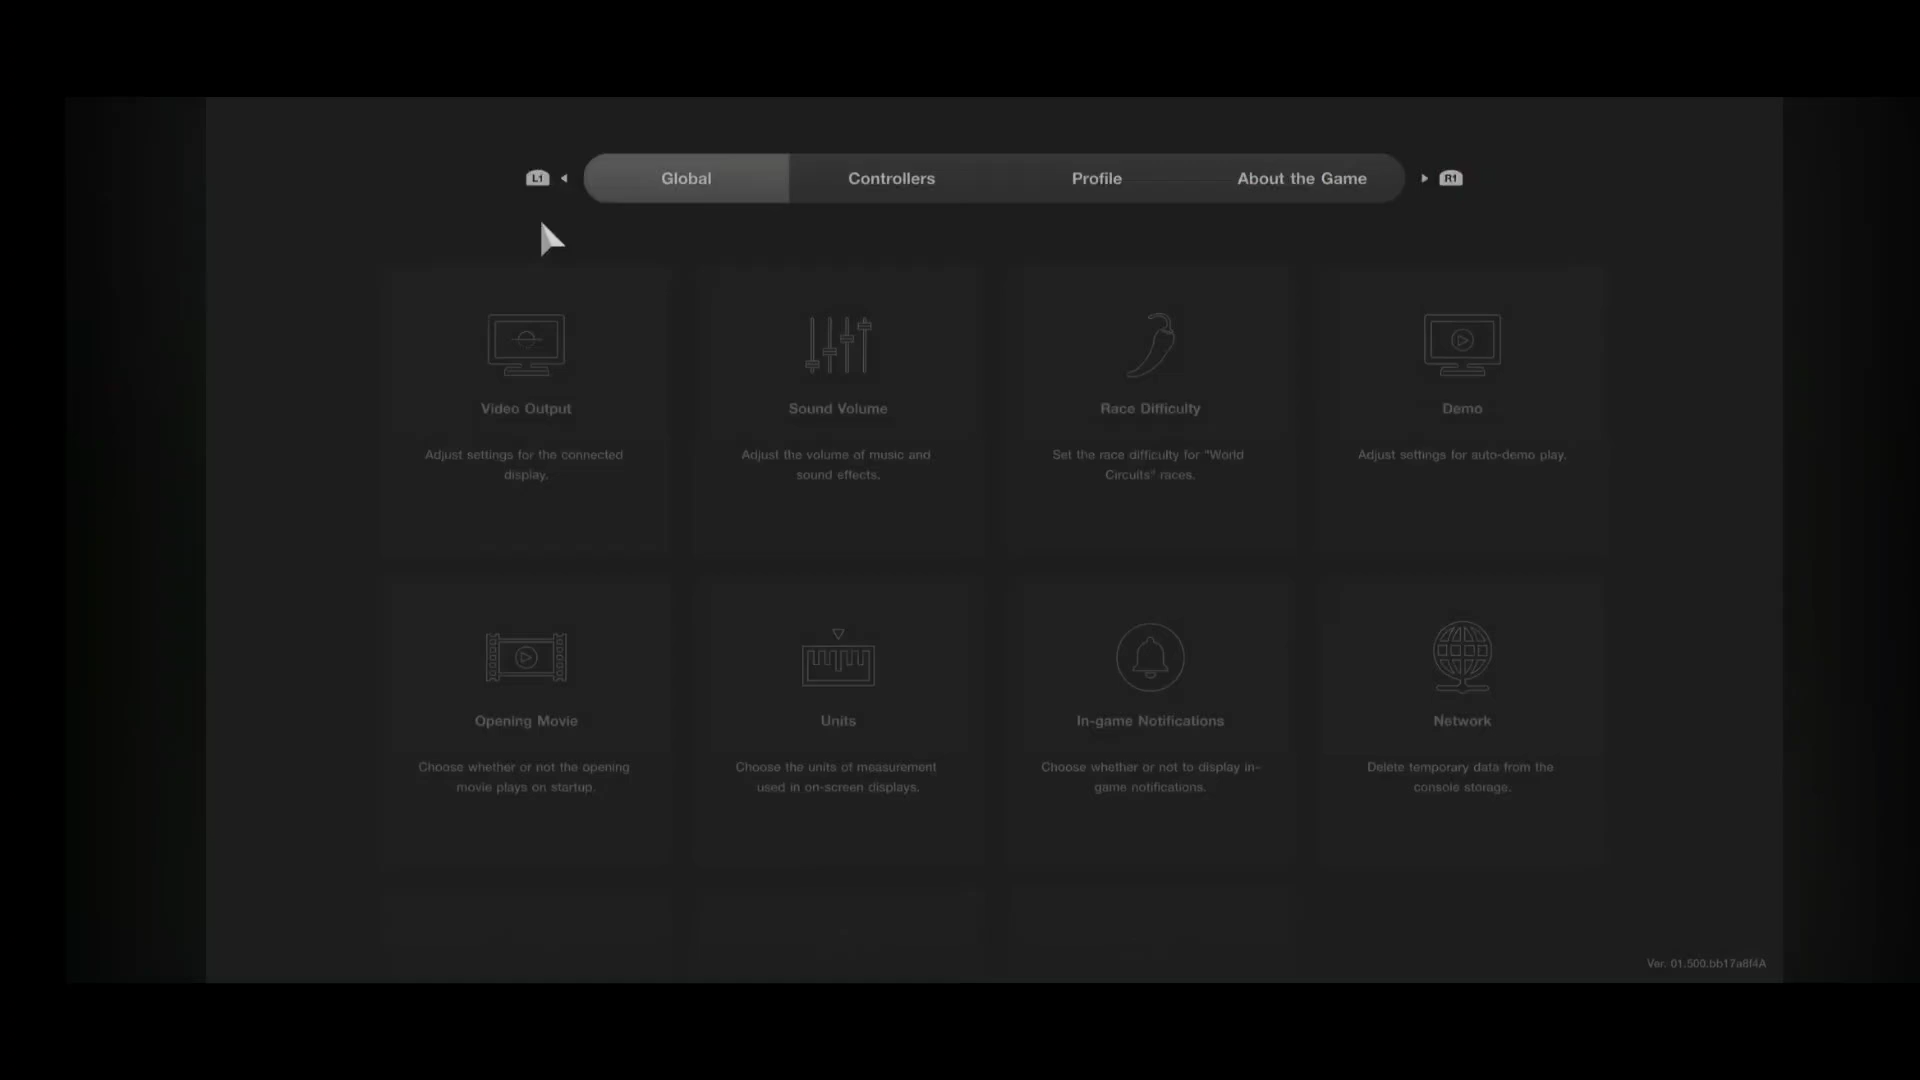 L1 Global Controllers Profile About the Game R1
Video Output
Adjust settings for the connected
display.
Sound Volume
Adjust the volume of music and
sound effects.
Race Difficulty
Set the race difficulty for "World
Circuits" races.
Demo
Adjust settings for auto-demo play.
Opening Movie
Choose whether or not the opening
movie plays on startup.
Units
Choose the units of measurement
used in on-screen displays.
In-game Notifications
Choose whether or not to display in-
game notifications.
Network
Delete temporary data from the
console storage.
Ver. 01.500.bb17a8f4A